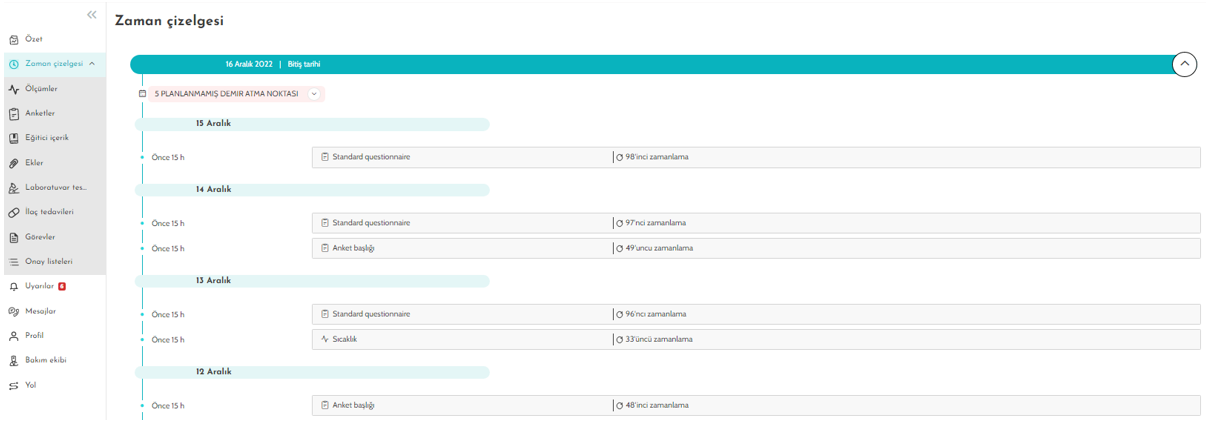 Zaman çizelgesi
Özet
Zaman çizelgesi
Ölçümler
Anketler
Eğitici içerik
Ekler
Laboratuvar tes...
İlaç tedavileri
Görevler
Onay listeleri
Uyarılar 6
Mesajlar
Profil
Bakım ekibi
Yol
16 Aralık 2022 | Bitiş tarihi
5 PLANLANMAMIŞ DEMİR ATMA NOKTASI
15 Aralık
Önce 15 h Standard questionnaire 98'inci zamanlama
14 Aralık
Önce 15 h Standard questionnaire 97'nci zamanlama
Önce 15 h Anket başlığı 49'uncu zamanlama
13 Aralık
Önce 15 h Standard questionnaire 96'ncı zamanlama
Önce 15 h Sıcaklık 33'üncü zamanlama
12 Aralık
Önce 15 h Anket başlığı 48'inci zamanlama